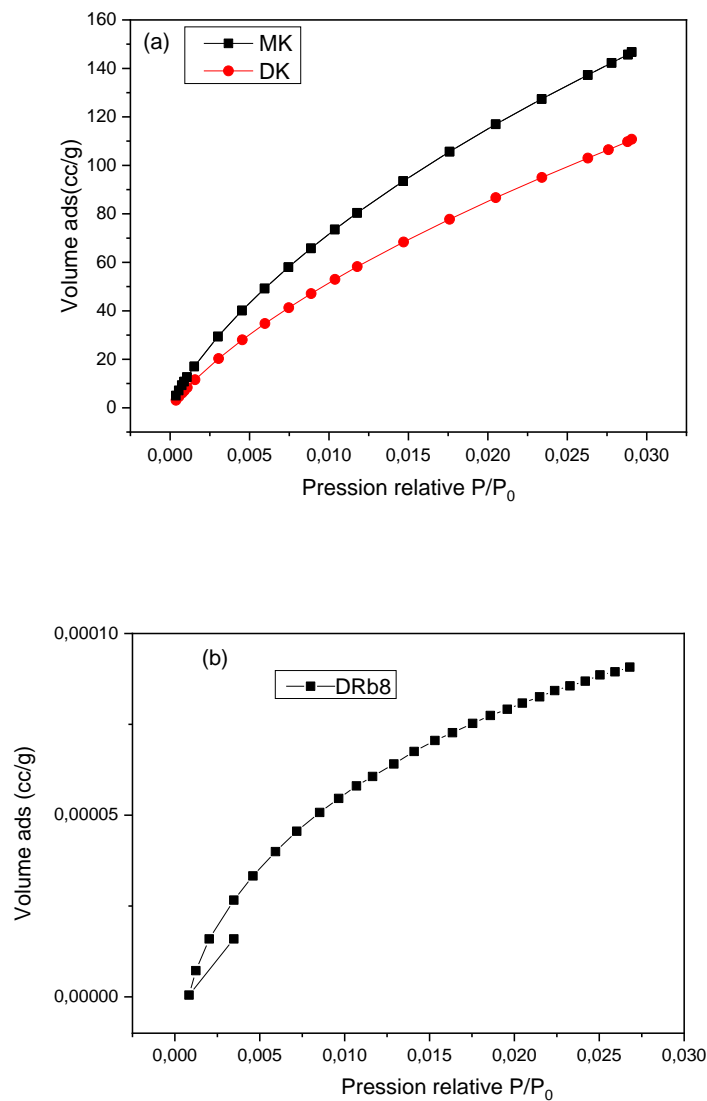 (a)
MK
DK
160
140
120
100
80
60
40
20
0
Volume ads(cc/g)
0,000 0,005 0,010 0,015 0,020 0,025 0,030
Pression relative P/P₀
(b)
DRb8
0,00010
0,00005
0,00000
Volume ads (cc/g)
0,000 0,005 0,010 0,015 0,020 0,025 0,030
Pression relative P/P₀